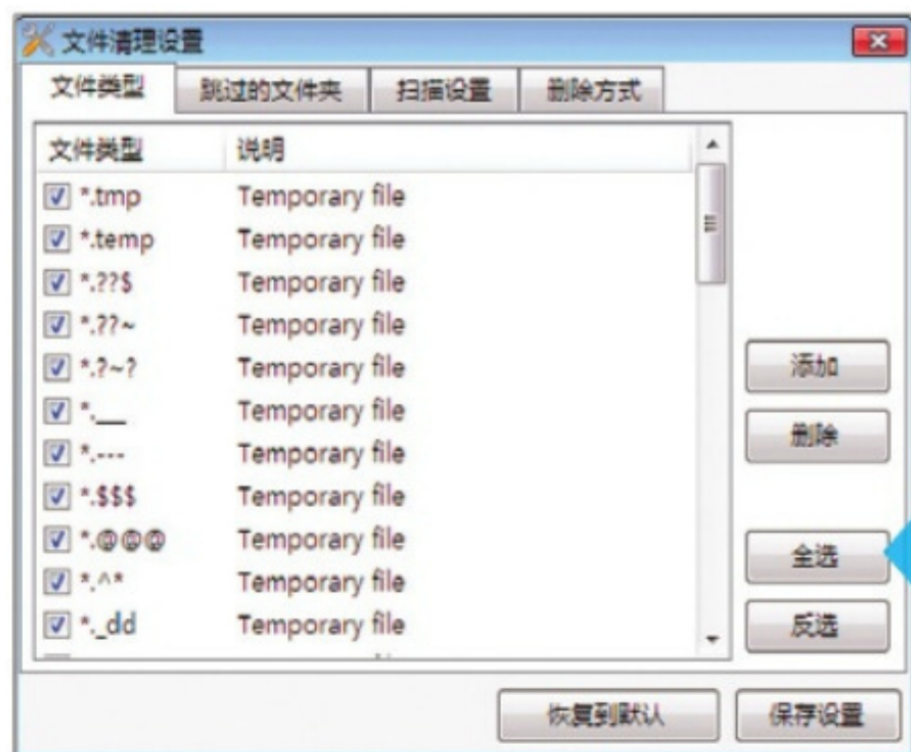 文件清理设置
文件类型 跳过的文件夹 扫描设置 删除方式
文件类型 说明
*.tmp Temporary file
*.temp Temporary file
*.??$ Temporary file
*.??~ Temporary file
*.?~? Temporary file
*.__ Temporary file
*.--- Temporary file
*.$$$ Temporary file
*.@@@ Temporary file
*.^* Temporary file
*._dd Temporary file
添加
删除
全选
反选
恢复到默认 保存设置